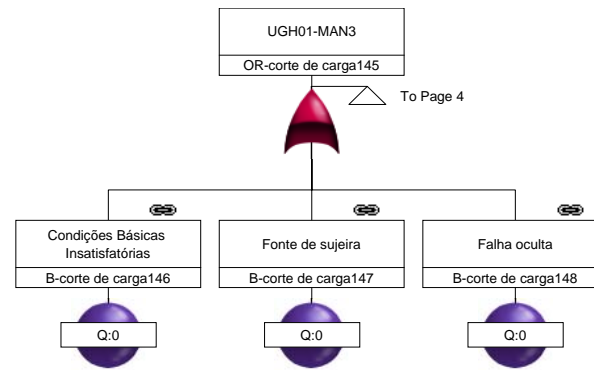 UGH01-MAN3
OR-corte de carga145
To Page 4
Condições Básicas
Insatisfatórias
B-corte de carga146
Q:0
Fonte de sujeira
B-corte de carga147
Q:0
Falha oculta
B-corte de carga148
Q:0